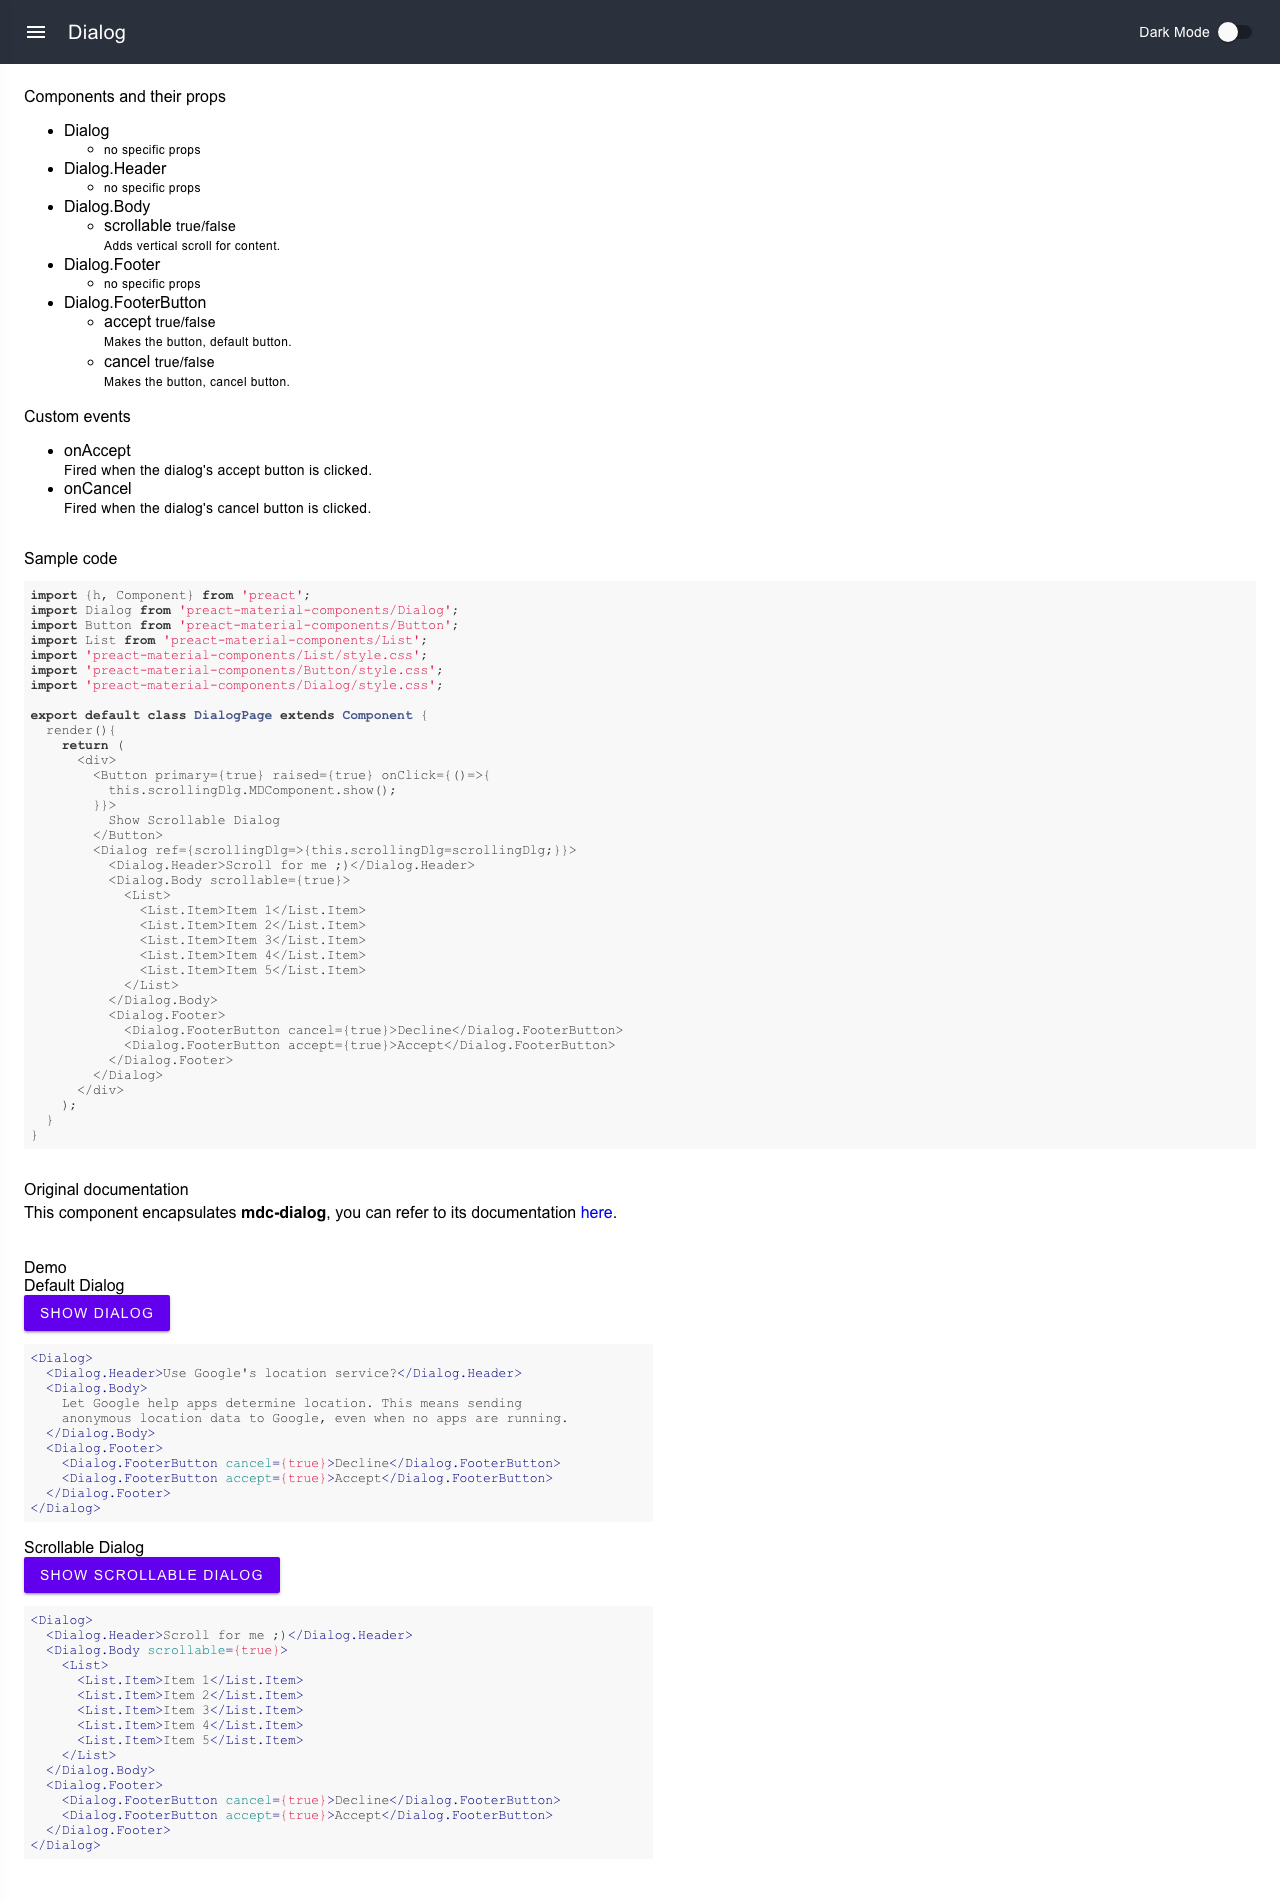 Dialog
Dark Mode
Components and their props
Dialog
no specific props
Dialog.Header
no specific props
Dialog.Body
scrollable true/false
Adds vertical scroll for content.
Dialog.Footer
no specific props
Dialog.FooterButton
accept true/false
Makes the button, default button.
cancel true/false
Makes the button, cancel button.
Custom events
onAccept
Fired when the dialog's accept button is clicked.
onCancel
Fired when the dialog's cancel button is clicked.
Sample code
import {h, Component} from 'preact';
import Dialog from 'preact-material-components/Dialog';
import Button from 'preact-material-components/Button';
import List from 'preact-material-components/List';
import 'preact-material-components/List/style.css';
import 'preact-material-components/Button/style.css';
import 'preact-material-components/Dialog/style.css';
export default class DialogPage extends Component {
render(){
return (
<div>
<Button primary={true} raised={true} onClick={()=>{
this.scrollingDlg.MDComponent.show();
}}>
Show Scrollable Dialog
</Button>
<Dialog ref={scrollingDlg=>{this.scrollingDlg=scrollingDlg;}}>
<Dialog.Header>Scroll for me ;)</Dialog.Header>
<Dialog.Body scrollable={true}>
<List>
<List.Item>Item 1</List.Item>
<List.Item>Item 2</List.Item>
<List.Item>Item 3</List.Item>
<List.Item>Item 4</List.Item>
<List.Item>Item 5</List.Item>
</List>
</Dialog.Body>
<Dialog.Footer>
<Dialog.FooterButton cancel={true}>Decline</Dialog.FooterButton>
<Dialog.FooterButton accept={true}>Accept</Dialog.FooterButton>
</Dialog.Footer>
</Dialog>
</div>
);
}
}
Original documentation
This component encapsulates mdc-dialog, you can refer to its documentation here.
Demo
Default Dialog
SHOW DIALOG
<Dialog>
<Dialog.Header>Use Google's location service?</Dialog.Header>
<Dialog.Body>
Let Google help apps determine location. This means sending
anonymous location data to Google, even when no apps are running.
</Dialog.Body>
<Dialog.Footer>
<Dialog.FooterButton cancel={true}>Decline</Dialog.FooterButton>
<Dialog.FooterButton accept={true}>Accept</Dialog.FooterButton>
</Dialog.Footer>
</Dialog>
Scrollable Dialog
SHOW SCROLLABLE DIALOG
<Dialog>
<Dialog.Header>Scroll for me ;)</Dialog.Header>
<Dialog.Body scrollable={true}>
<List>
<List.Item>Item 1</List.Item>
<List.Item>Item 2</List.Item>
<List.Item>Item 3</List.Item>
<List.Item>Item 4</List.Item>
<List.Item>Item 5</List.Item>
</List>
</Dialog.Body>
<Dialog.Footer>
<Dialog.FooterButton cancel={true}>Decline</Dialog.FooterButton>
<Dialog.FooterButton accept={true}>Accept</Dialog.FooterButton>
</Dialog.Footer>
</Dialog>